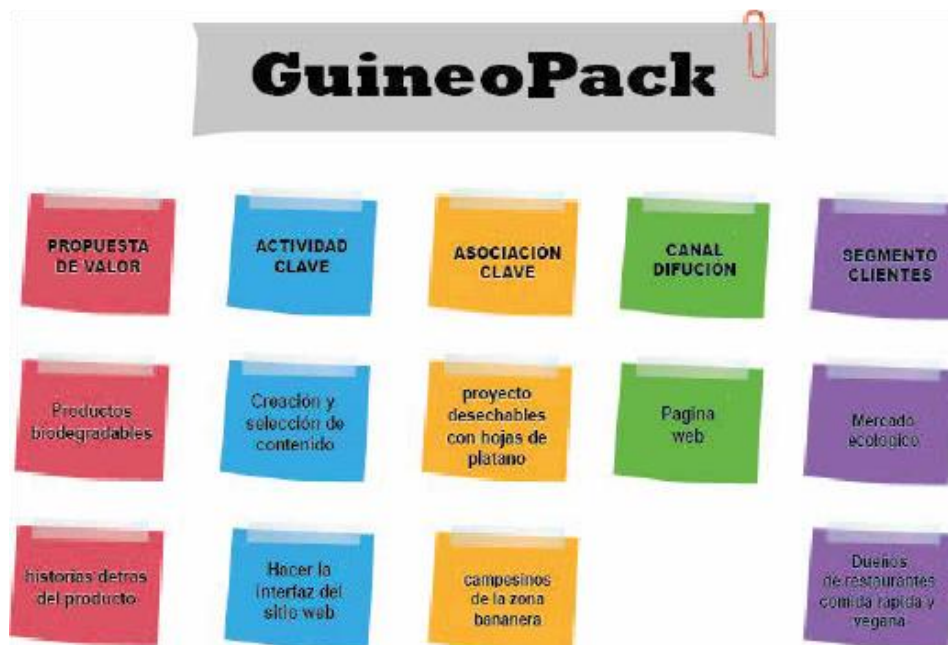 GuineoPack
PROPUESTA
DE VALOR
ACTIVIDAD
CLAVE
ASOCIACIÓN
CLAVE
CANAL
DIFUCIÓN
SEGMENTO
CLIENTES
Productos
biodegradables
Creación y
selección de
contenido
proyecto
desechables
con hojas de
platano
Pagina
web
Mercado
ecologico
historias detras
del producto
Hacer la
interfaz del
sitio web
campesinos
de la zona
bananera
Dueños
de restaurantes
comida rapida y
vegana